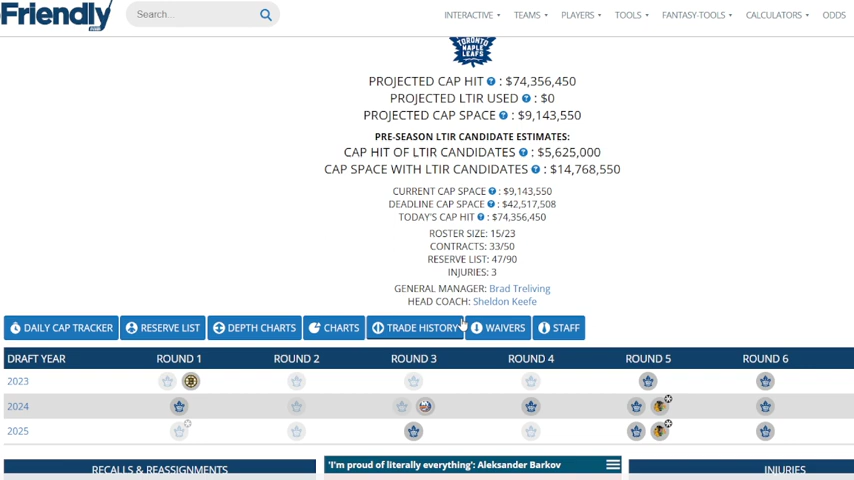 Friendly
Search...
INTERACTIVE
TEAMS
PLAYERS
TOOLS
FANTASY-TOOLS
CALCULATORS
ODDS
TORONTO
MAPLE
LEAFS
PROJECTED CAP HIT ? : $74,356,450
PROJECTED LTIR USED ? : $0
PROJECTED CAP SPACE ? : $9,143,550
PRE-SEASON LTIR CANDIDATE ESTIMATES:
CAP HIT OF LTIR CANDIDATES ? : $5,625,000
CAP SPACE WITH LTIR CANDIDATES ? : $14,768,550
CURRENT CAP SPACE ? : $9,143,550
DEADLINE CAP SPACE ? : $42,517,508
TODAY'S CAP HIT ? : $74,356,450
ROSTER SIZE: 15/23
CONTRACTS: 33/50
RESERVE LIST: 47/90
INJURIES: 3
GENERAL MANAGER: Brad Treliving
HEAD COACH: Sheldon Keefe
DAILY CAP TRACKER
RESERVE LIST
DEPTH CHARTS
CHARTS
TRADE HISTORY
WAIVERS
STAFF
DRAFT YEAR ROUND 1 ROUND 2 ROUND 3 ROUND 4 ROUND 5 ROUND 6
2023
2024
2025
RECALLS & REASSIGNMENTS
'I'm proud of literally everything': Aleksander Barkov
INJURIES